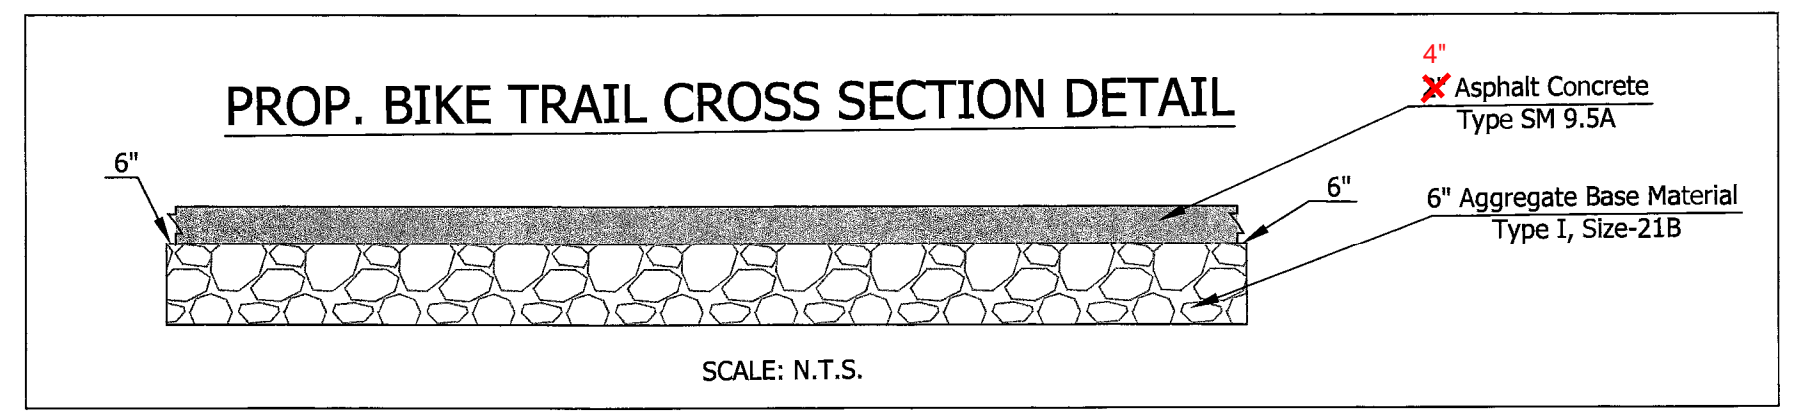 PROP. BIKE TRAIL CROSS SECTION DETAIL
4"
2" Asphalt Concrete
Type SM 9.5A
6"
6"
6" Aggregate Base Material
Type I, Size-21B
SCALE: N.T.S.